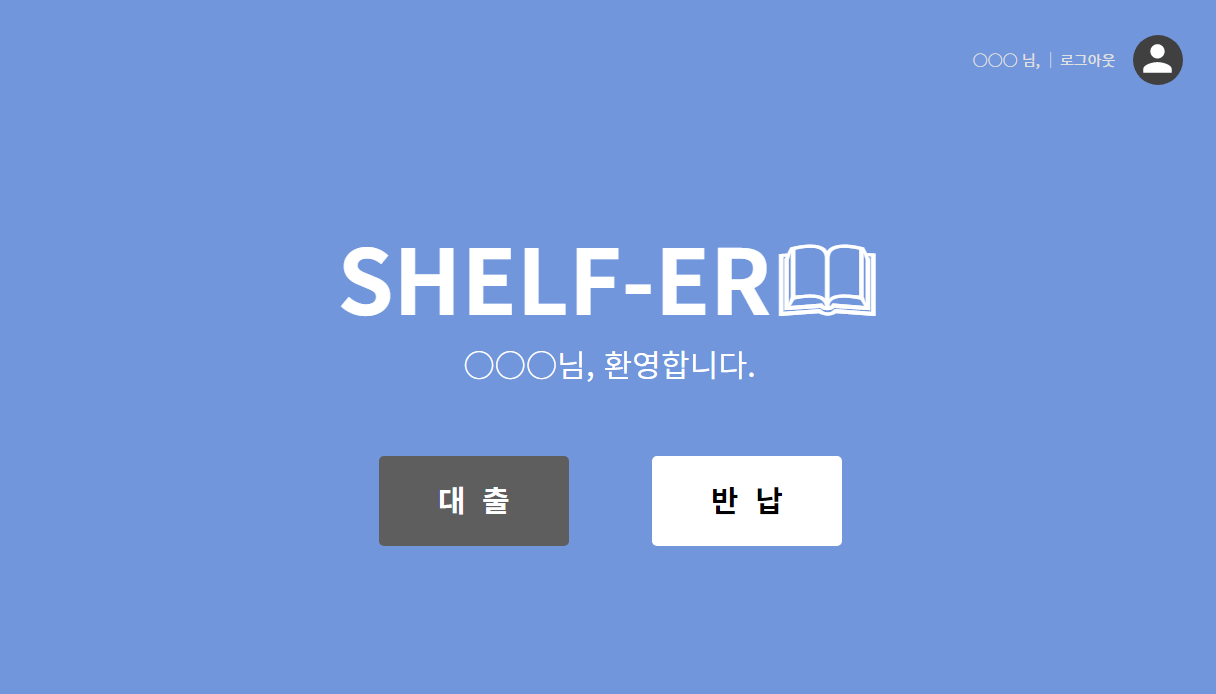 ○○○ 님, | 로그아웃
SHELF-ER
○○○님, 환영합니다.
대 출
반 납